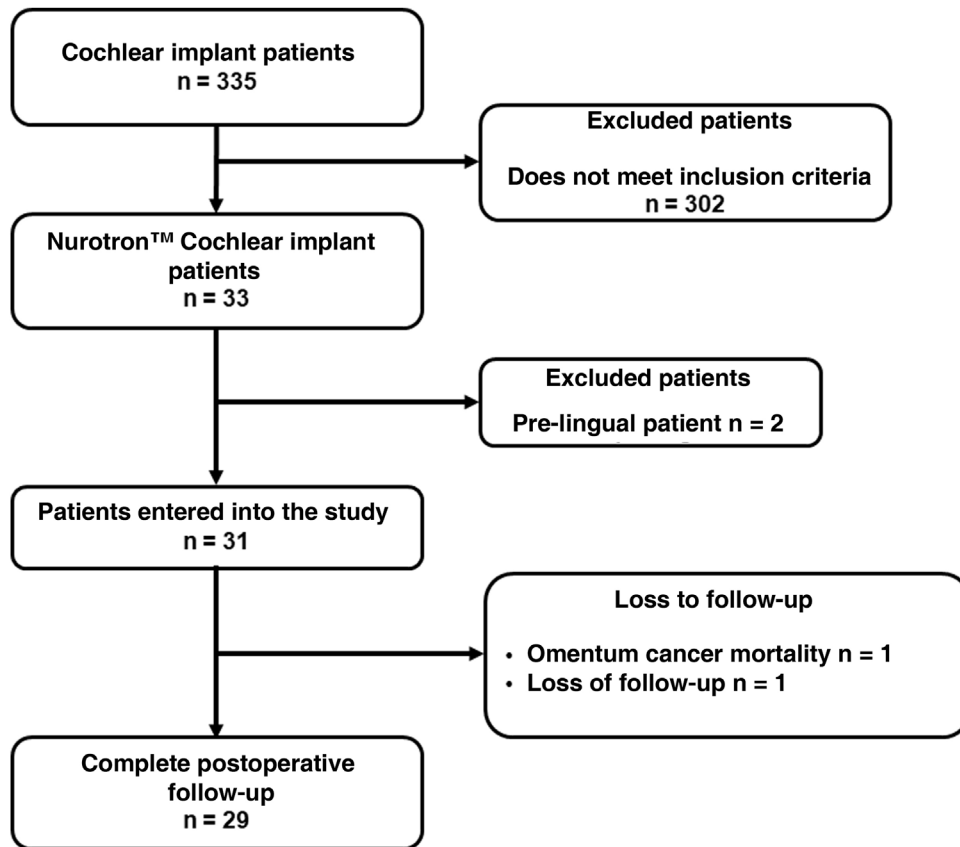 Cochlear implant patients
n = 335
Excluded patients
Does not meet inclusion criteria
n = 302
Nurotron™ Cochlear implant
patients
n = 33
Excluded patients
Pre-lingual patient n = 2
Patients entered into the study
n = 31
Loss to follow-up
• Omentum cancer mortality n = 1
• Loss of follow-up n = 1
Complete postoperative
follow-up
n = 29